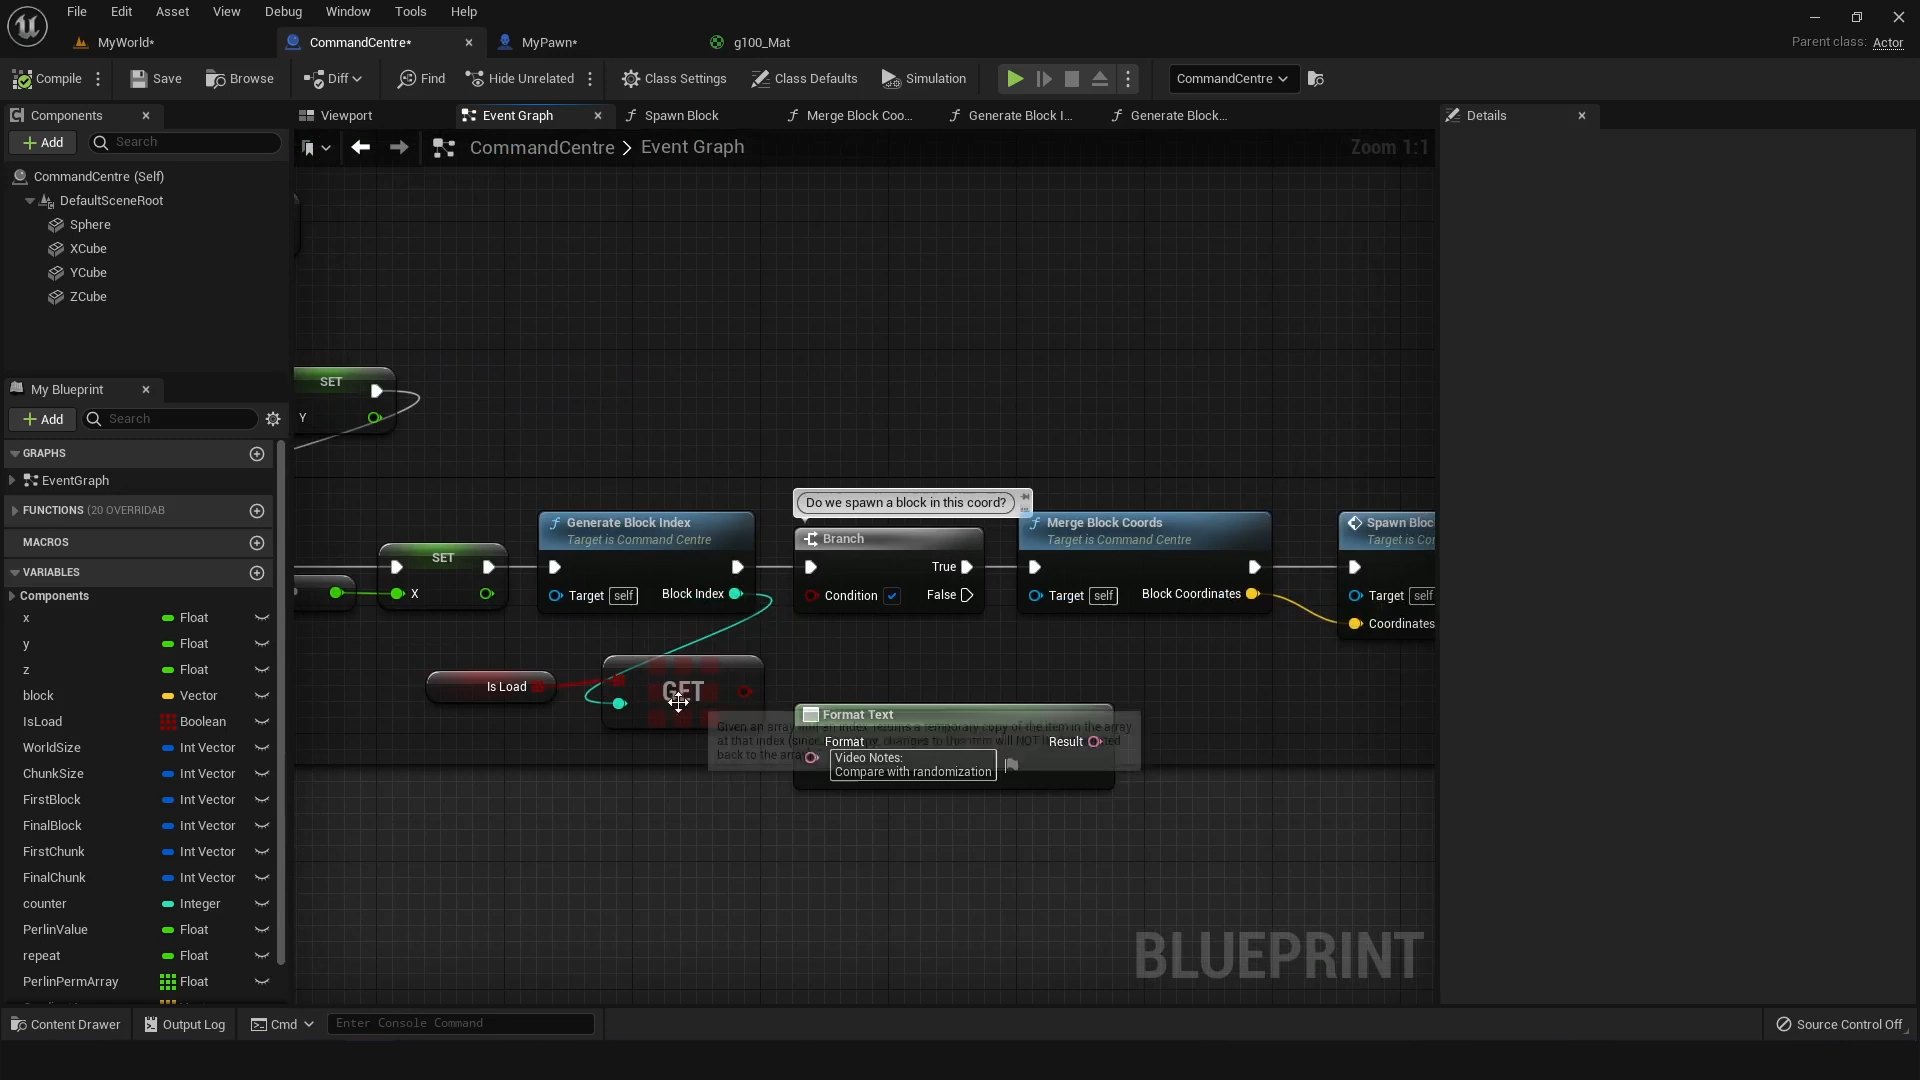 File Edit Asset View Debug Window Tools Help
MyWorld* CommandCentre* MyPawn* g100_Mat
Parent class: Actor
Compile Save Browse Diff Find Hide Unrelated Class Settings Class Defaults Simulation CommandCentre
Components
Add Search
CommandCentre (Self)
DefaultSceneRoot
Sphere
XCube
YCube
ZCube
My Blueprint
Add Search
GRAPHS
EventGraph
FUNCTIONS (20 OVERRIDAB
MACROS
VARIABLES
Components
x Float
y Float
z Float
block Vector
IsLoad Boolean
WorldSize Int Vector
ChunkSize Int Vector
FirstBlock Int Vector
FinalBlock Int Vector
FirstChunk Int Vector
FinalChunk Int Vector
counter Integer
PerlinValue Float
repeat Float
PerlinPermArray Float
Viewport Event Graph Spawn Block Merge Block Coo... Generate Block I... Generate Block...
CommandCentre > Event Graph
Zoom 1:1
SET
Y
SET
X
Generate Block Index
Target is Command Centre
Target self Block Index
Do we spawn a block in this coord?
Branch
True
Condition False
Merge Block Coords
Target is Command Centre
Target self Block Coordinates
Spawn Bloc
Target is Co
Target self
Coordinates
Is Load
GET
Format Text
Format Result
Video Notes:
Compare with randomization
BLUEPRINT
Details
Content Drawer Output Log Cmd Enter Console Command Source Control Off